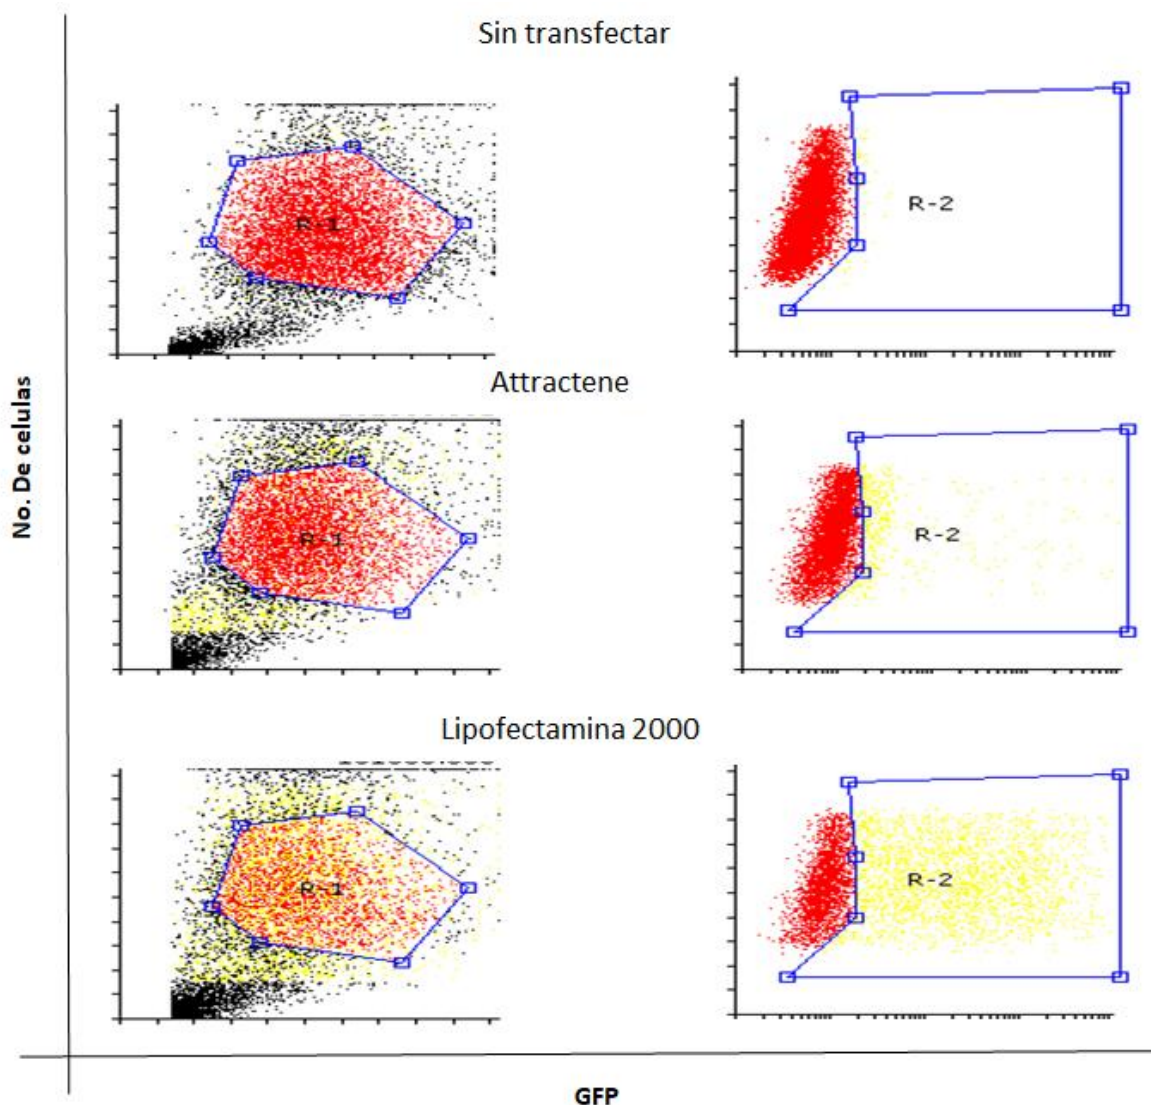 Sin transfectar
R-1
R-2
Attractene
R-1
R-2
Lipofectamina 2000
R-1
R-2
No. De celulas
GFP